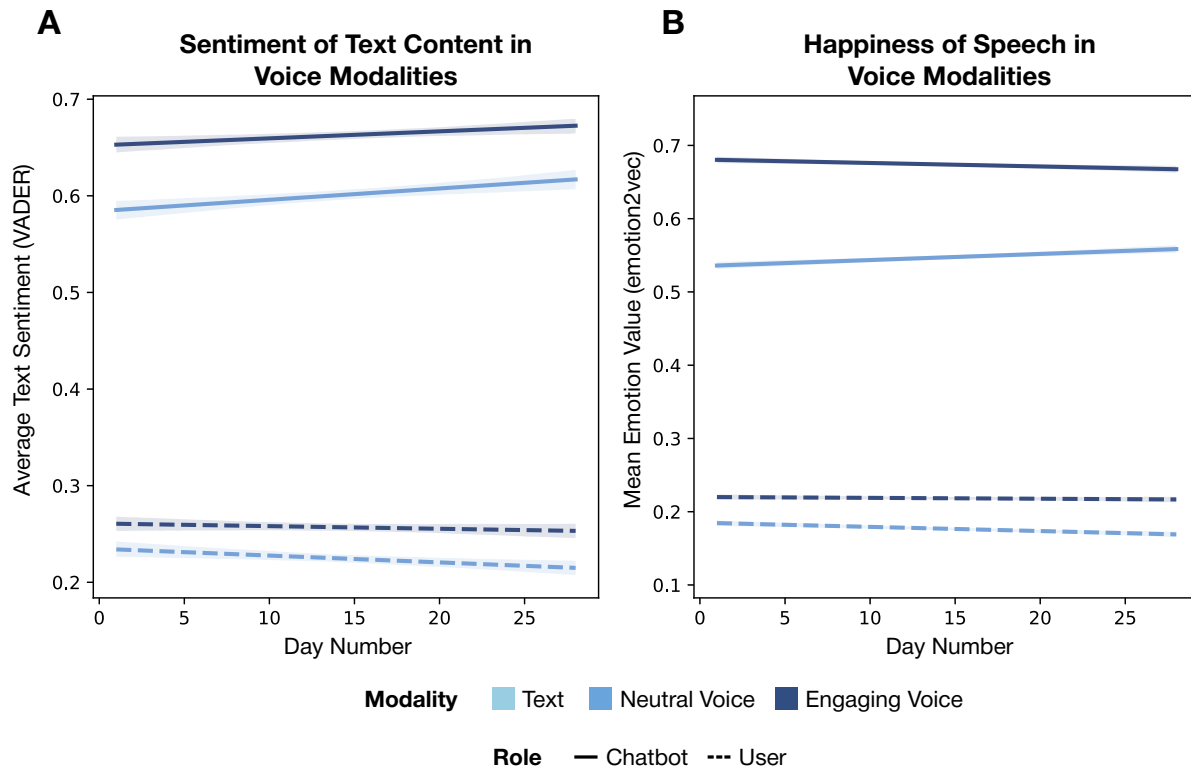 A
Sentiment of Text Content in
Voice Modalities
Average Text Sentiment (VADER)
0.7
0.6
0.5
0.4
0.3
0.2
0 5 10 15 20 25
Day Number
B
Happiness of Speech in
Voice Modalities
Mean Emotion Value (emotion2vec)
0.7
0.6
0.5
0.4
0.3
0.2
0.1
0 5 10 15 20 25
Day Number
Modality Text Neutral Voice Engaging Voice
Role Chatbot User